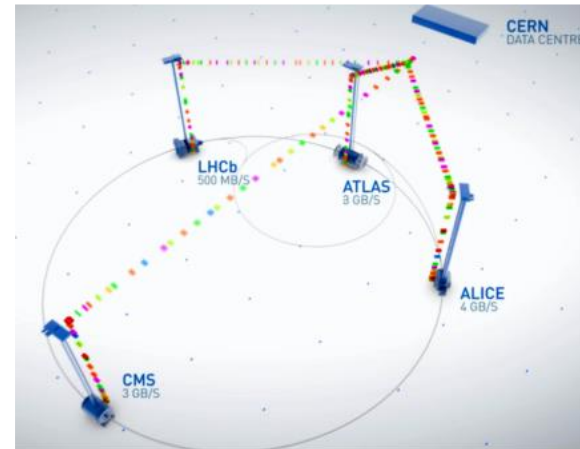 CERN
DATA CENTRE
LHCb
500 MB/S
ATLAS
3 GB/S
ALICE
4 GB/S
CMS
3 GB/S